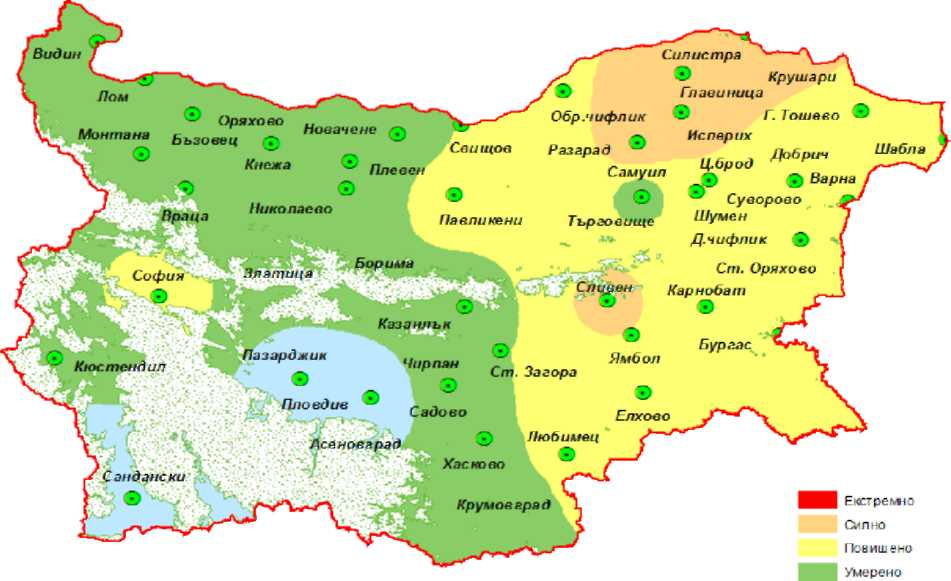 Видин
Силистра
Крушари
Лом
Главиница
Обр.чифлик
Г. Тошево
Оряхово
Новачене
Монтана
Бъзовец
Исперих
Свищов
Разград
Шабла
Ц.брод
Добрич
Кнежа
Плевен
Самуил
Варна
Суворово
Враца
Николаево
Павликени
Търговище
Шумен
Д.чифлик
София
Златица
Борима
Ст. Оряхово
Сливен
Карнобат
Казанлък
Бургас
Пазарджик
Чирпан
Ямбол
Кюстендил
Ст. Загора
Пловдив
Садово
Елхово
Асеновград
Любимец
Хасково
Сандански
Крумовград
Екстремно
Силно
Повишено
Умерено